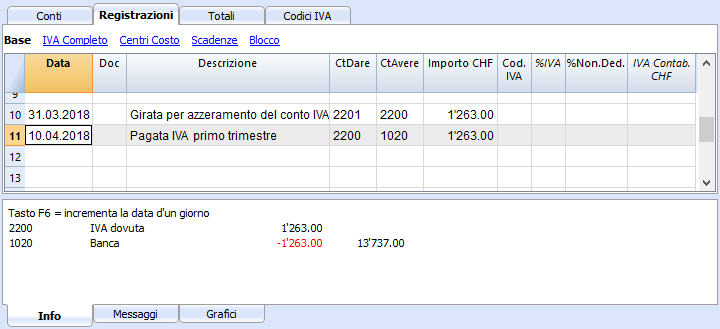 Conti Registrazioni Totali Codici IVA
Base IVA Completo Centri Costo Scadenze Blocco
Data Doc Descrizione CtDare CtAvere Importo CHF Cod. IVA %IVA %Non.Ded. IVA Contab. CHF
9
10 31.03.2018 Girata per azzeramento del conto IVA 2201 2200 1'263.00
11 10.04.2018 Pagata IVA primo trimestre 2200 1020 1'263.00
12
13
Tasto F6 = incrementa la data d'un giorno
2200 IVA dovuta 1'263.00
1020 Banca -1'263.00 13'737.00
Info Messaggi Grafici